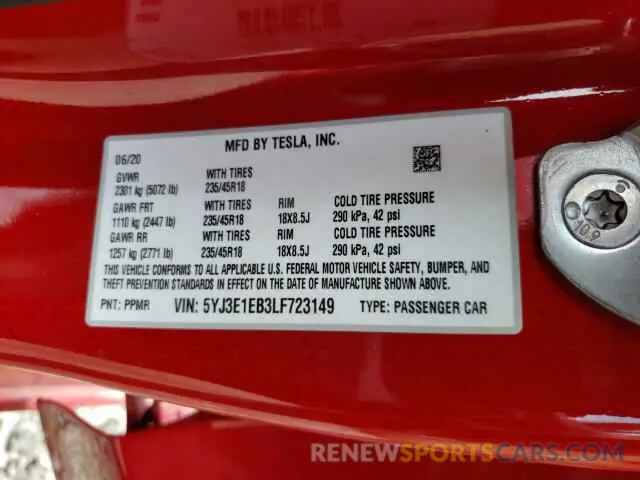 MFD BY TESLA, INC.
06/20
GVWR WITH TIRES
2301 kg (5072 lb) 235/45R18
GAWR FRT WITH TIRES RIM COLD TIRE PRESSURE
1110 kg (2447 lb) 235/45R18 18X8.5J 290 kPa, 42 psi
GAWR RR WITH TIRES RIM COLD TIRE PRESSURE
1257 kg (2771 lb) 235/45R18 18X8.5J 290 kPa, 42 psi
THIS VEHICLE CONFORMS TO ALL APPLICABLE U.S. FEDERAL MOTOR VEHICLE SAFETY, BUMPER, AND
THEFT PREVENTION STANDARDS IN EFFECT ON THE DATE OF MANUFACTURE SHOWN ABOVE.
PNT: PPMR VIN: 5YJ3E1EB3LF723149 TYPE: PASSENGER CAR
10.9
RENEWSPORTSCARS.COM